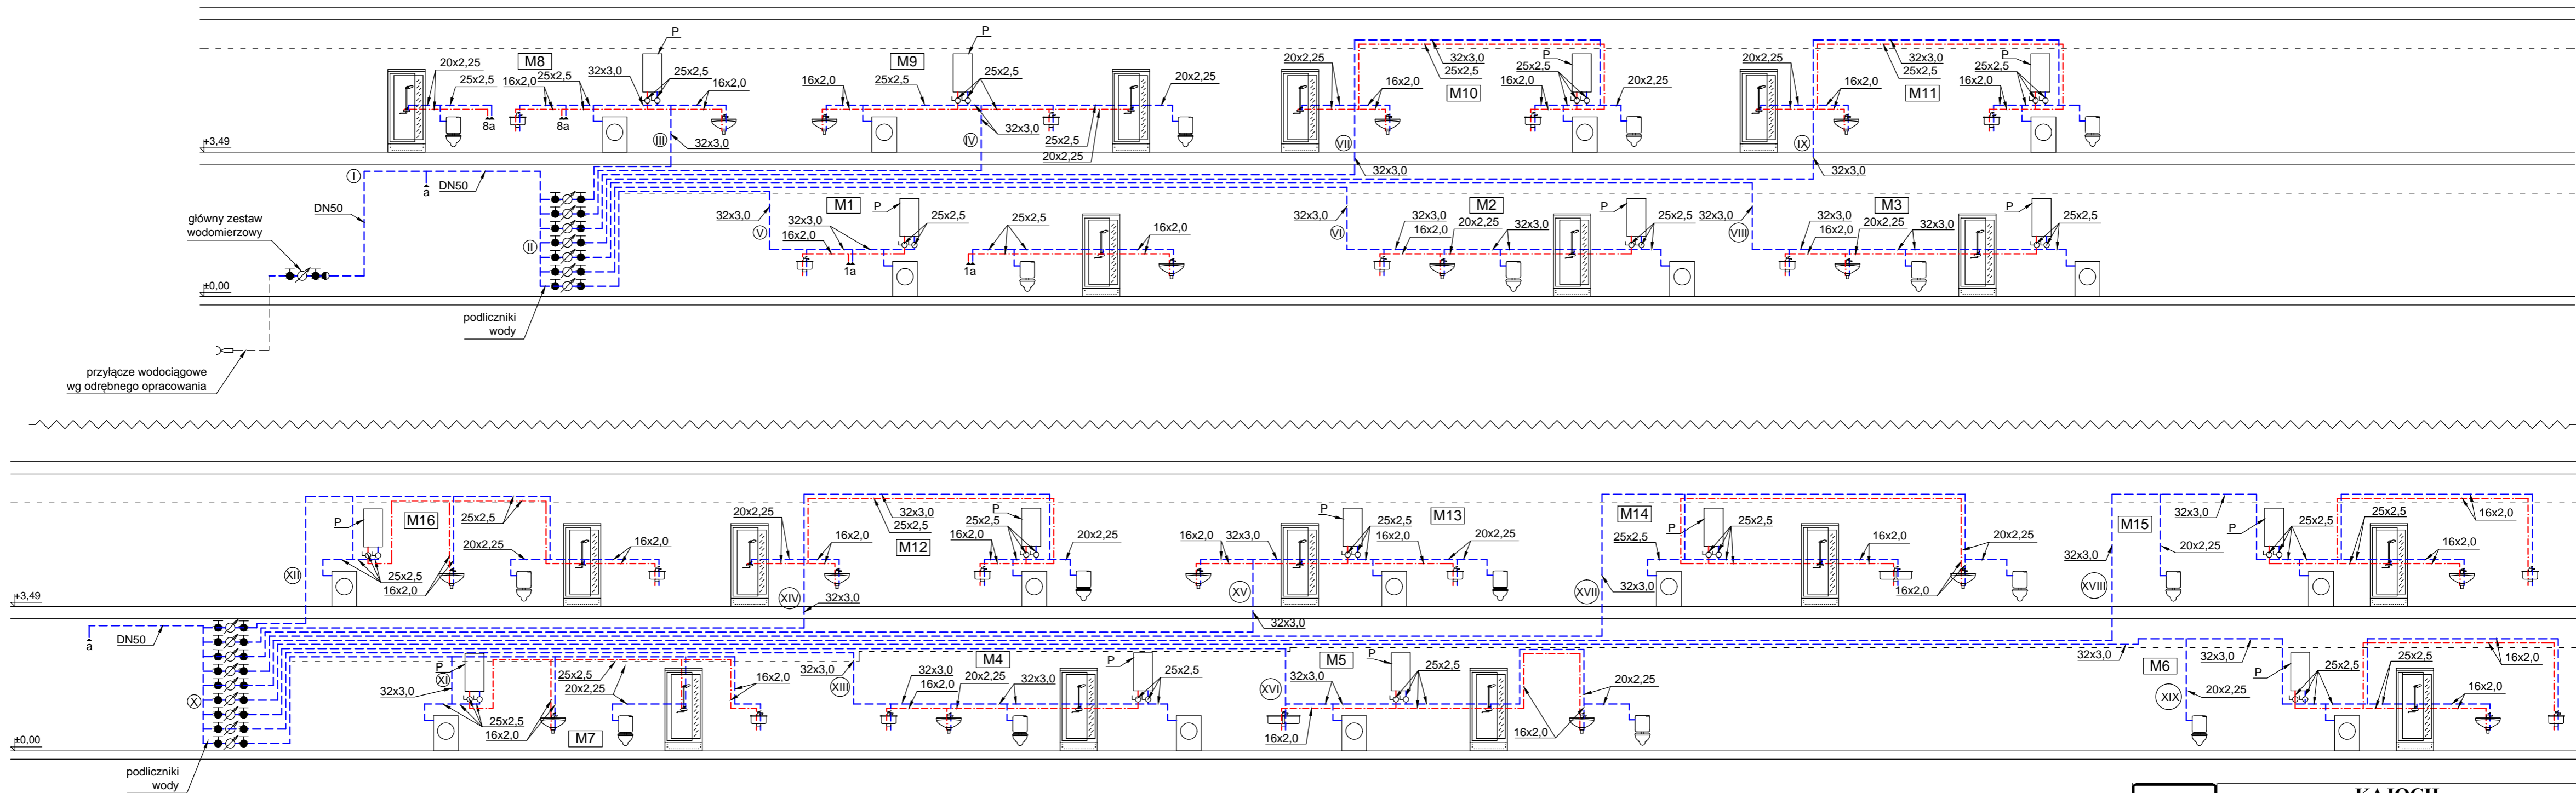 P
P
M8
M9
20x2,25
25x2,5
16x2,0
25x2,5
32x3,0
25x2,5
16x2,0
8a
8a
III
32x3,0
16x2,0
25x2,5
25x2,5
20x2,25
IV
32x3,0
25x2,5
20x2,25
20x2,25
32x3,0
25x2,5
M10
16x2,0
P
25x2,5
16x2,0
20x2,25
VII
32x3,0
20x2,25
32x3,0
25x2,5
M11
16x2,0
P
25x2,5
16x2,0
IX
32x3,0
+3,49
I
a
DN50
DN50
główny zestaw
wodomierzowy
II
±0,00
podliczniki
wody
przyłącze wodociągowe
wg odrębnego opracowania
32x3,0
V
M1
P
32x3,0
16x2,0
25x2,5
1a
25x2,5
1a
16x2,0
32x3,0
VI
M2
32x3,0
16x2,0
20x2,25
32x3,0
P
25x2,5
32x3,0
VIII
M3
32x3,0
16x2,0
20x2,25
32x3,0
P
25x2,5
P
M16
25x2,5
20x2,25
16x2,0
XII
25x2,5
16x2,0
20x2,25
32x3,0
25x2,5
M12
16x2,0
P
25x2,5
16x2,0
20x2,25
XIV
32x3,0
P
M13
16x2,0
32x3,0
25x2,5
16x2,0
20x2,25
XV
32x3,0
M14
P
25x2,5
25x2,5
16x2,0
20x2,25
XVII
32x3,0
16x2,0
M15
32x3,0
P
25x2,5
25x2,5
16x2,0
32x3,0
20x2,25
16x2,0
XVIII
+3,49
a
DN50
X
±0,00
podliczniki
wody
P
XI
32x3,0
25x2,5
20x2,25
16x2,0
25x2,5
16x2,0
M7
32x3,0
XIII
M4
32x3,0
16x2,0
20x2,25
32x3,0
P
25x2,5
XVI
M5
32x3,0
P
25x2,5
20x2,25
16x2,0
16x2,0
32x3,0
M6
32x3,0
P
25x2,5
25x2,5
16x2,0
XIX
20x2,25
16x2,0